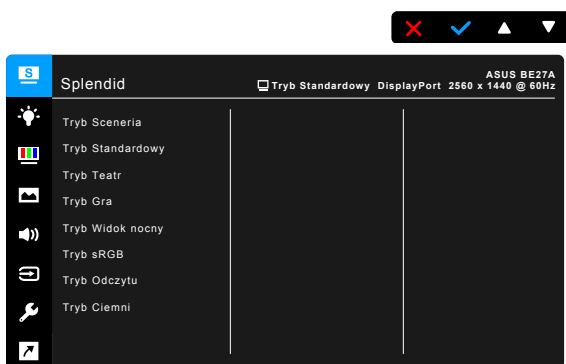 S
Splendid
Tryb Standardowy DisplayPort 2560 x 1440 @ 60Hz
ASUS BE27A
Tryb Sceneria
Tryb Standardowy
Tryb Teatr
Tryb Gra
Tryb Widok nocny
Tryb sRGB
Tryb Odczytu
Tryb Ciemni